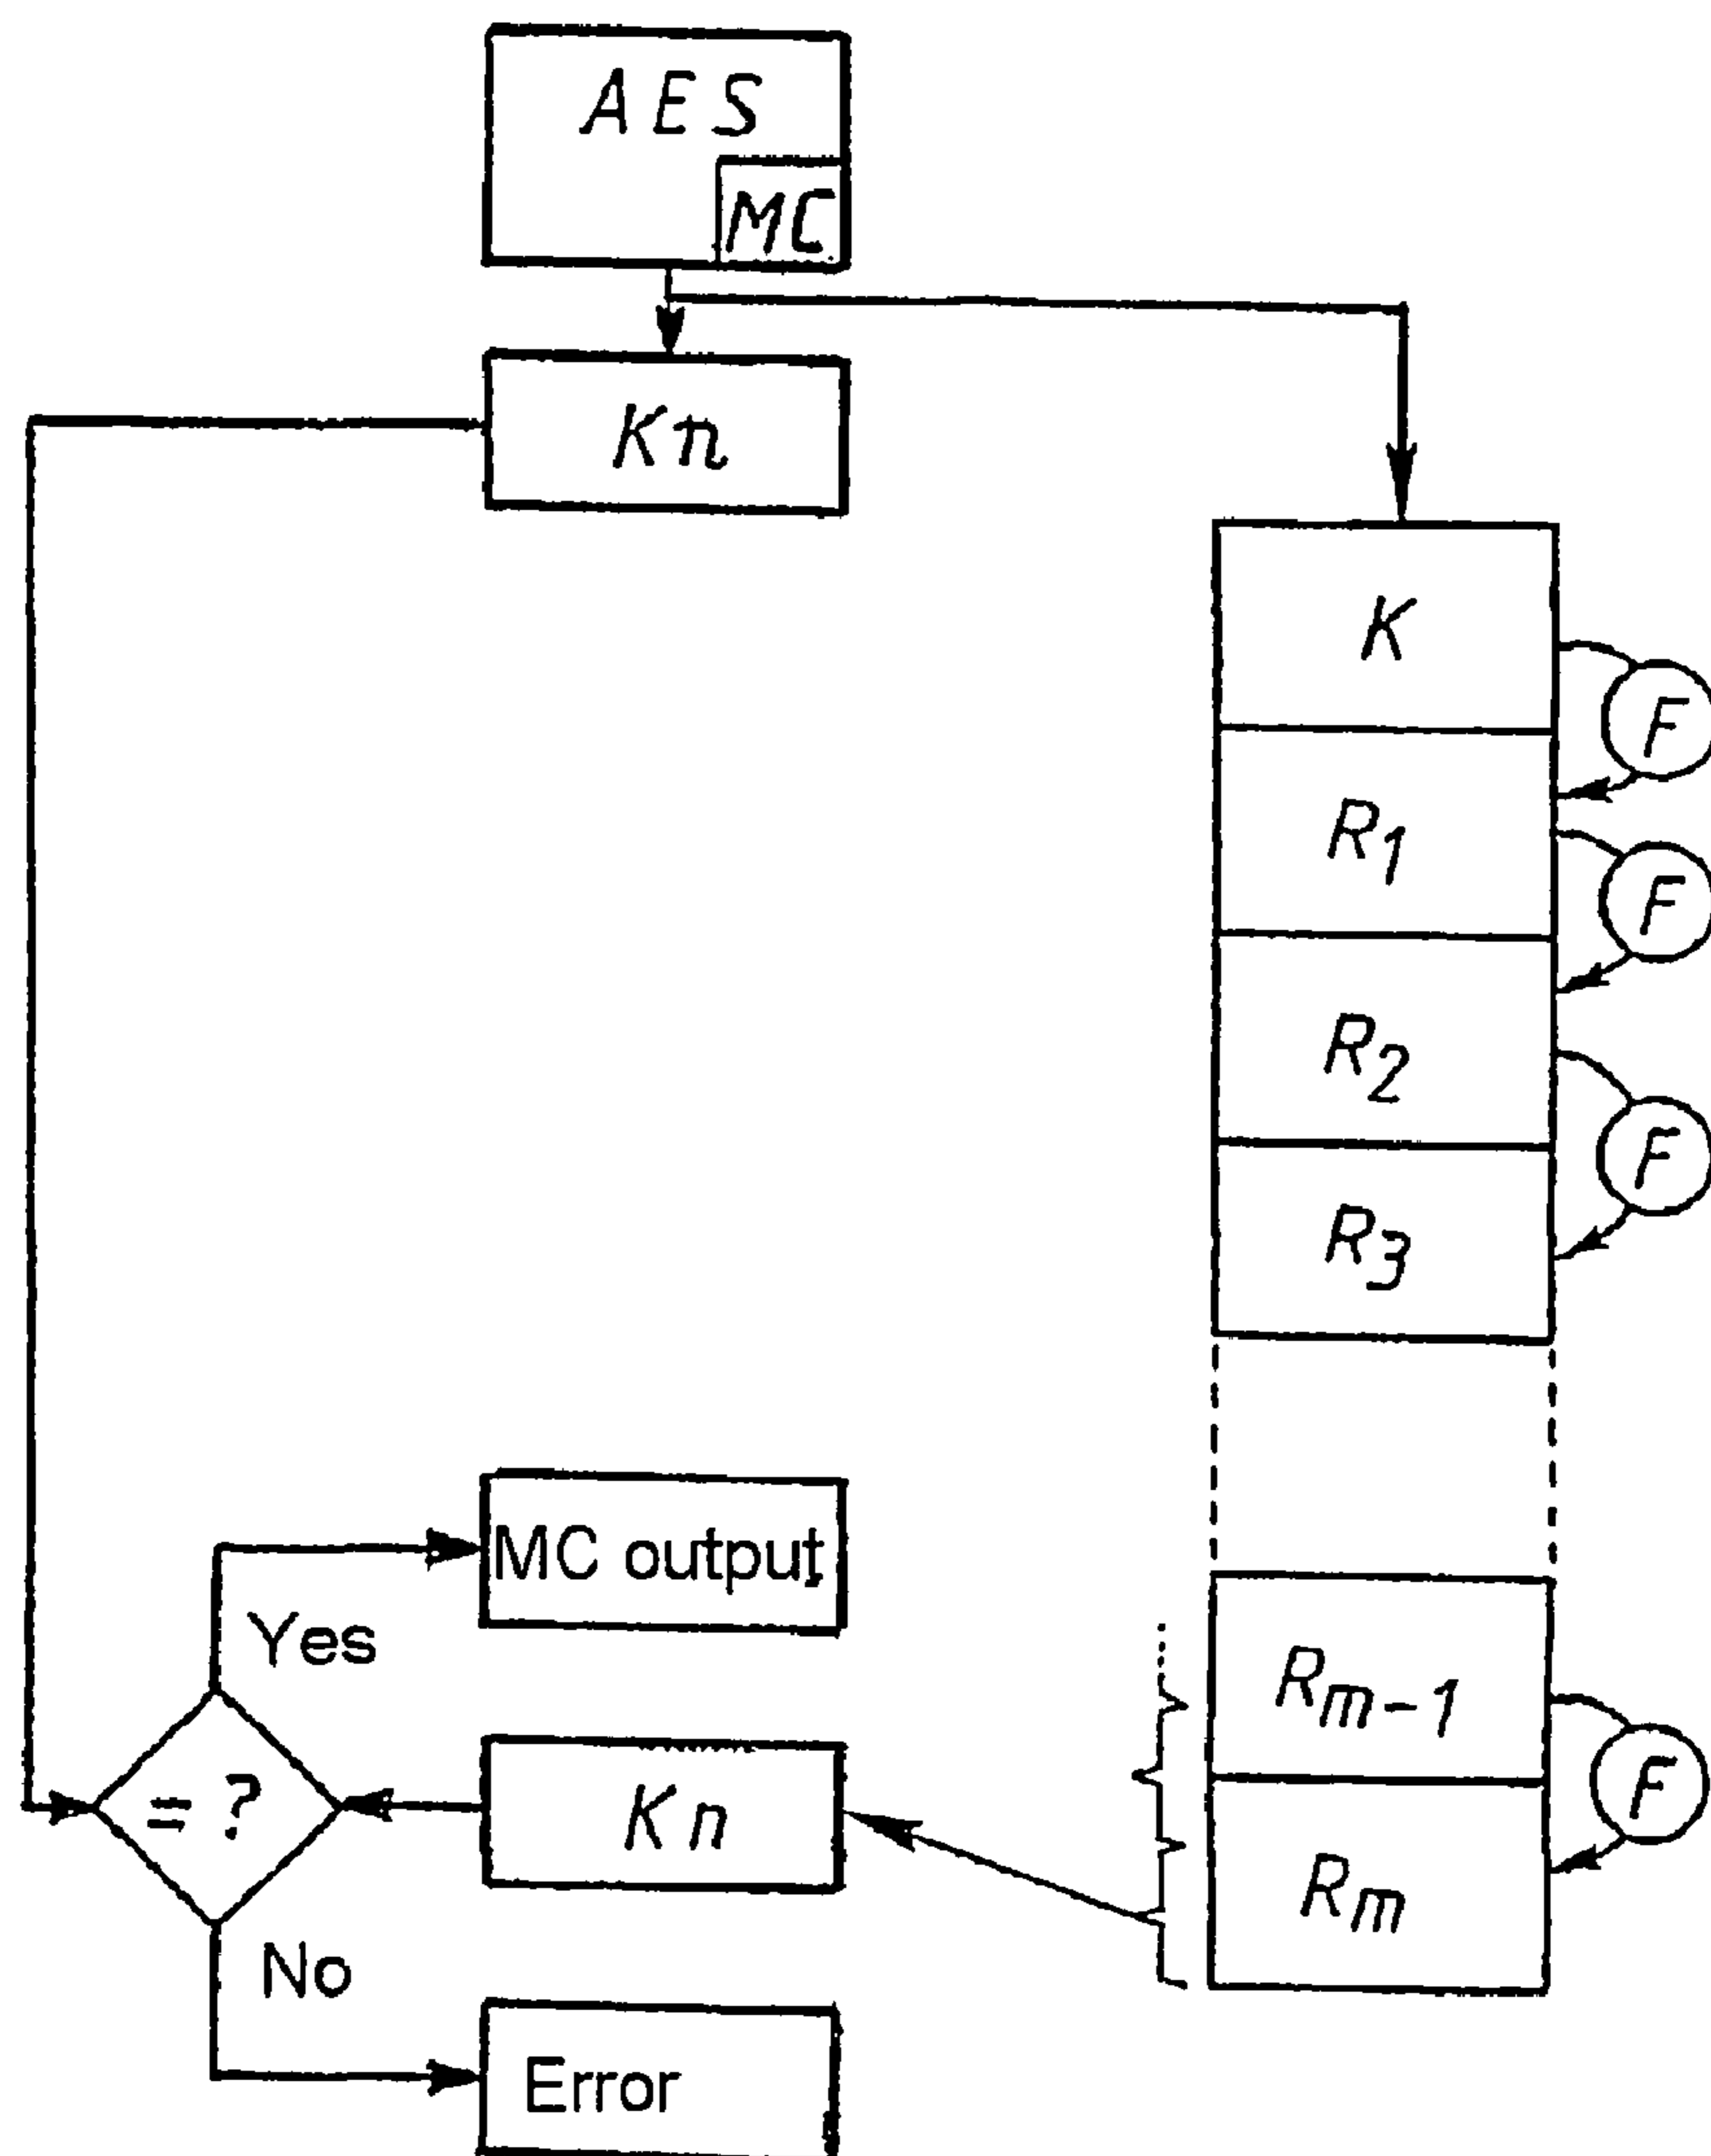 AES
MC
Kn
K
F
R1
F
R2
F
R3
MC output
Yes
Rm-1
= ?
Kn
F
Rm
No
Error